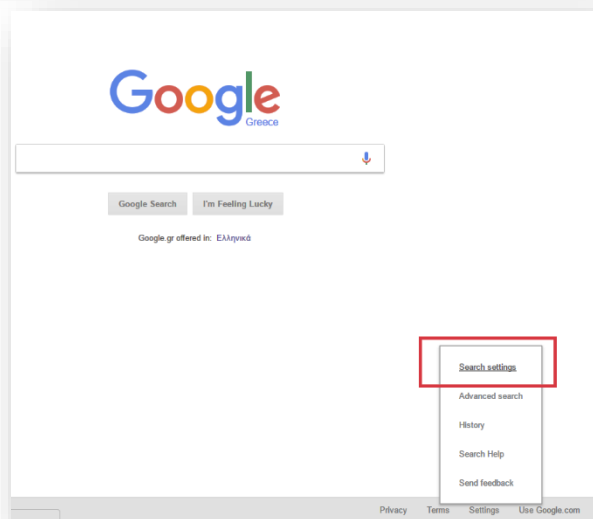 Google
Greece
Google Search I'm Feeling Lucky
Google.gr offered in: Ελληνικά
Search settings
Advanced search
History
Search Help
Send feedback
Privacy Terms Settings Use Google.com